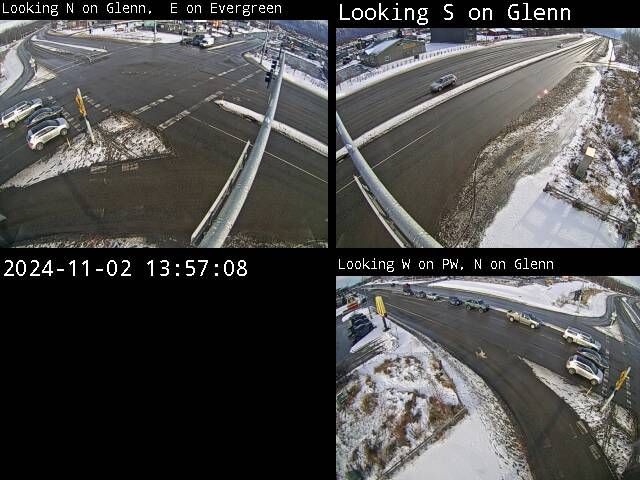 Looking N on Glenn, E on Evergreen
Looking S on Glenn
2024-11-02 13:57:08
Looking W on PW, N on Glenn